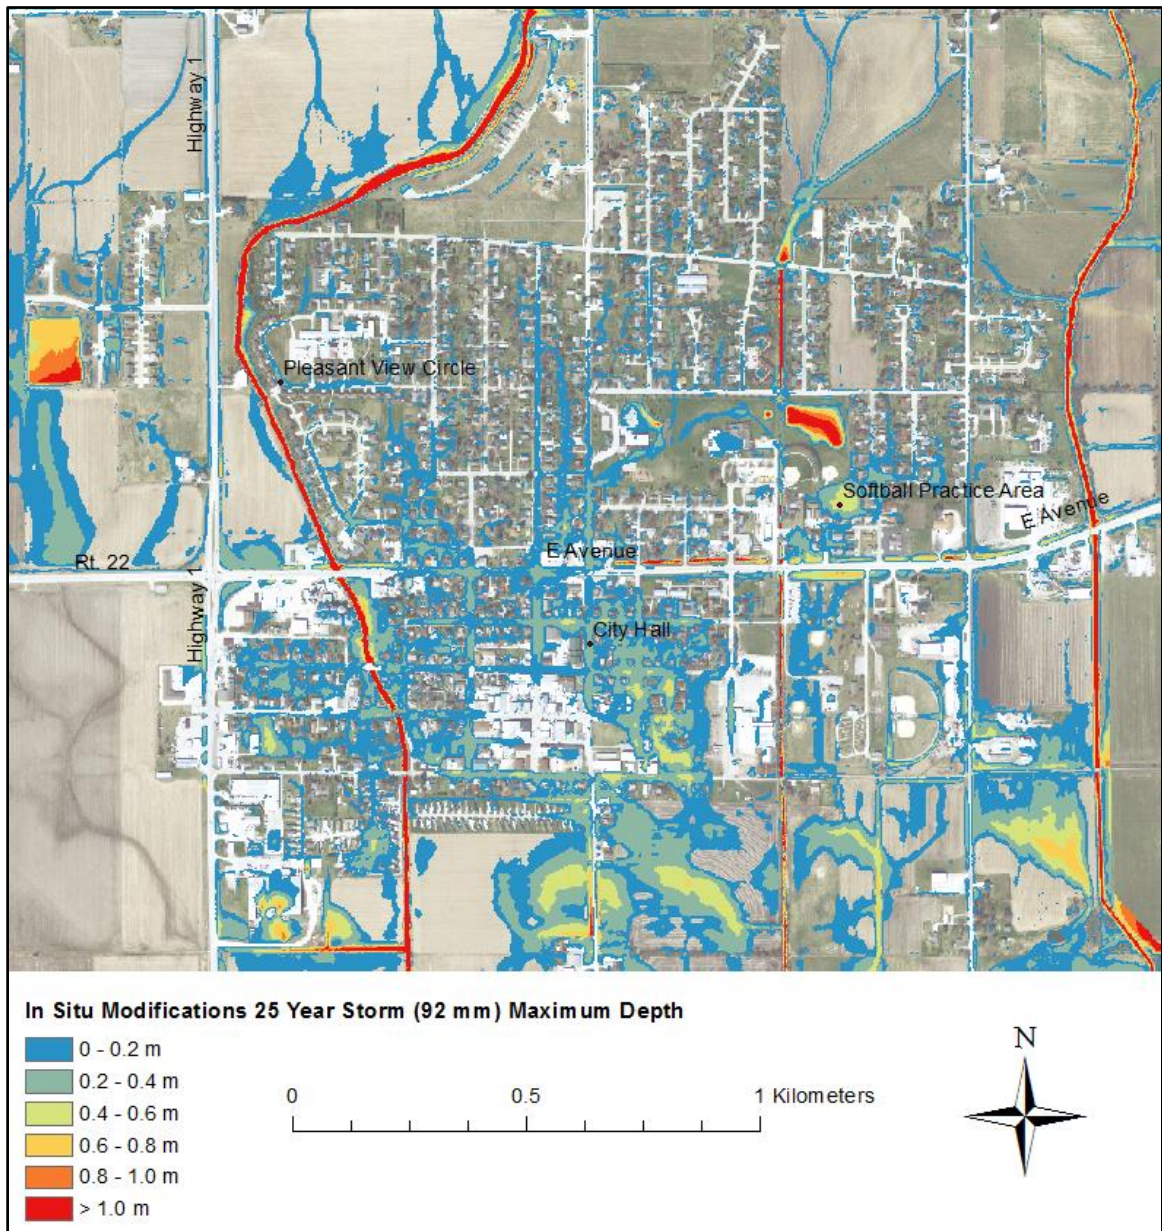 Highway 1
Pleasant View Circle
Softball Practice Area
E Avenue
E Avenue
Rt. 22
Highway 1
City Hall
In Situ Modifications 25 Year Storm (92 mm) Maximum Depth
0 - 0.2 m
0.2 - 0.4 m
0.4 - 0.6 m
0.6 - 0.8 m
0.8 - 1.0 m
> 1.0 m
0 0.5 1 Kilometers
N